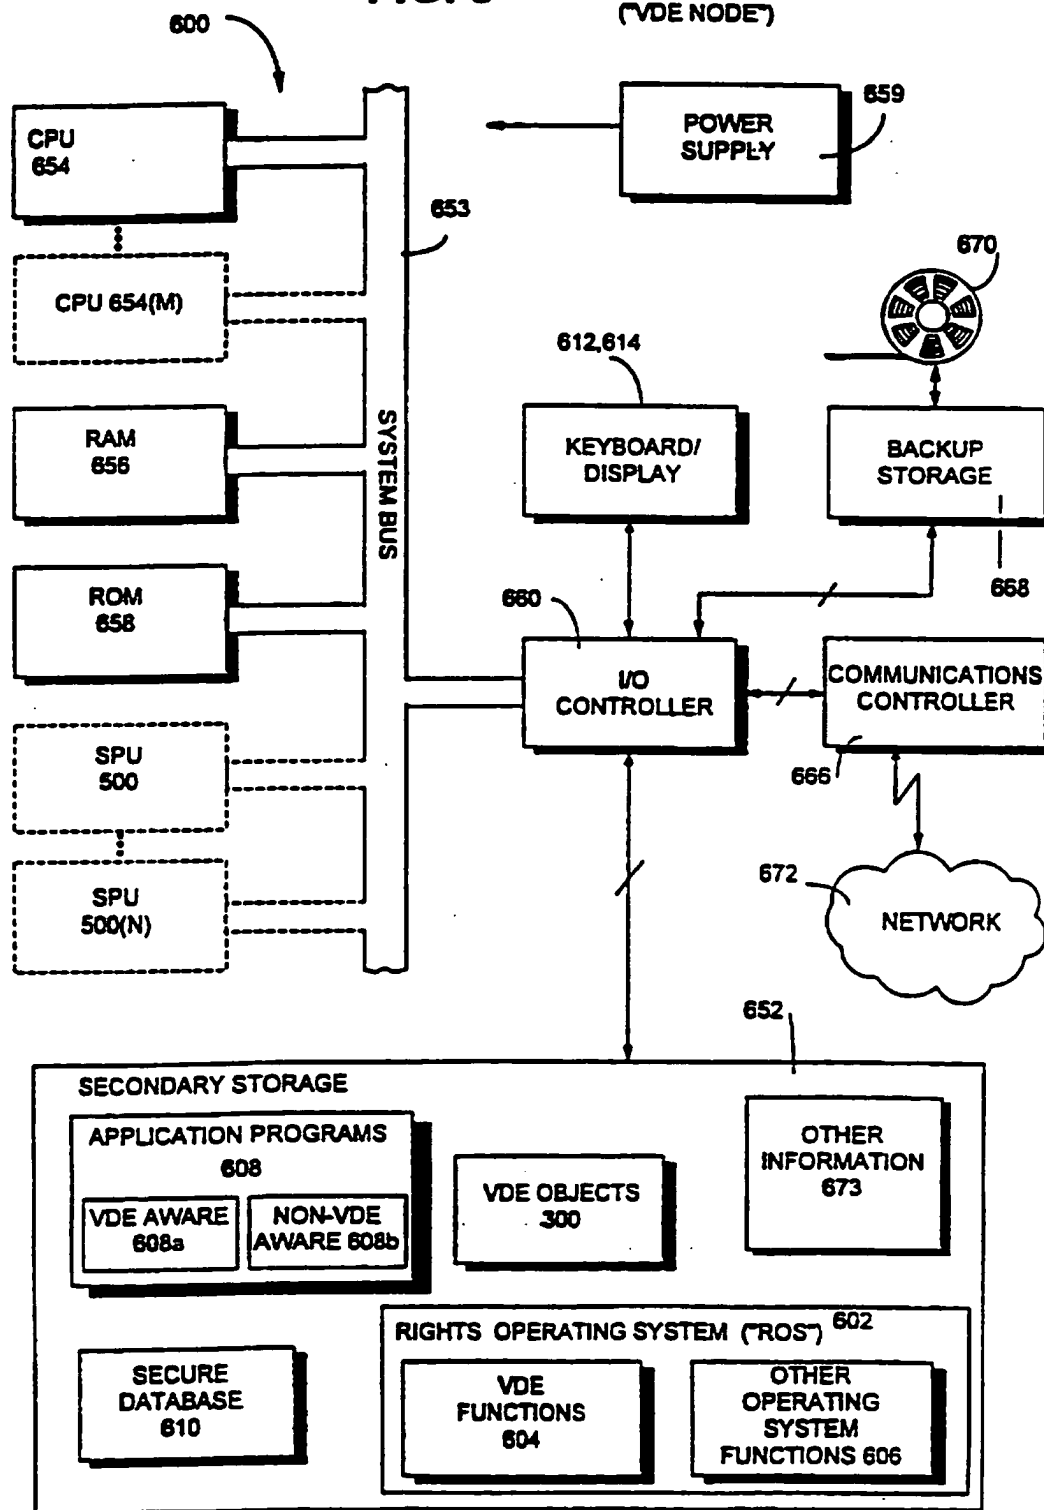 ("VDE NODE")
600
CPU
654
CPU 654(M)
RAM
656
ROM
658
SPU
500
SPU
500(N)
SYSTEM BUS
653
POWER
SUPPLY
659
670
612,614
KEYBOARD/
DISPLAY
BACKUP
STORAGE
668
660
I/O
CONTROLLER
COMMUNICATIONS
CONTROLLER
666
672
NETWORK
652
SECONDARY STORAGE
APPLICATION PROGRAMS
608
VDE AWARE
608a
NON-VDE
AWARE 608b
VDE OBJECTS
300
OTHER
INFORMATION
673
SECURE
DATABASE
610
RIGHTS OPERATING SYSTEM ("ROS") 602
VDE
FUNCTIONS
604
OTHER
OPERATING
SYSTEM
FUNCTIONS 606